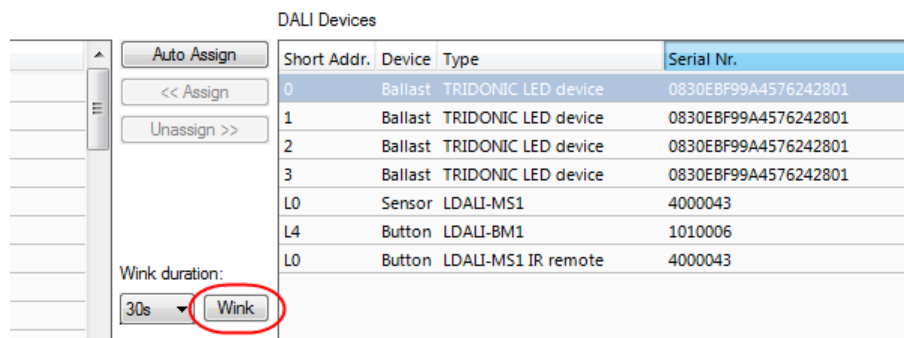 DALI Devices
Auto Assign
<< Assign
Unassign >>
Wink duration:
30s
Wink
Short Addr. Device Type Serial Nr.
0 Ballast TRIDONIC LED device 0830EBF99A4576242801
1 Ballast TRIDONIC LED device 0830EBF99A4576242801
2 Ballast TRIDONIC LED device 0830EBF99A4576242801
3 Ballast TRIDONIC LED device 0830EBF99A4576242801
L0 Sensor LDALI-MS1 4000043
L4 Button LDALI-BM1 1010006
L0 Button LDALI-MS1 IR remote 4000043